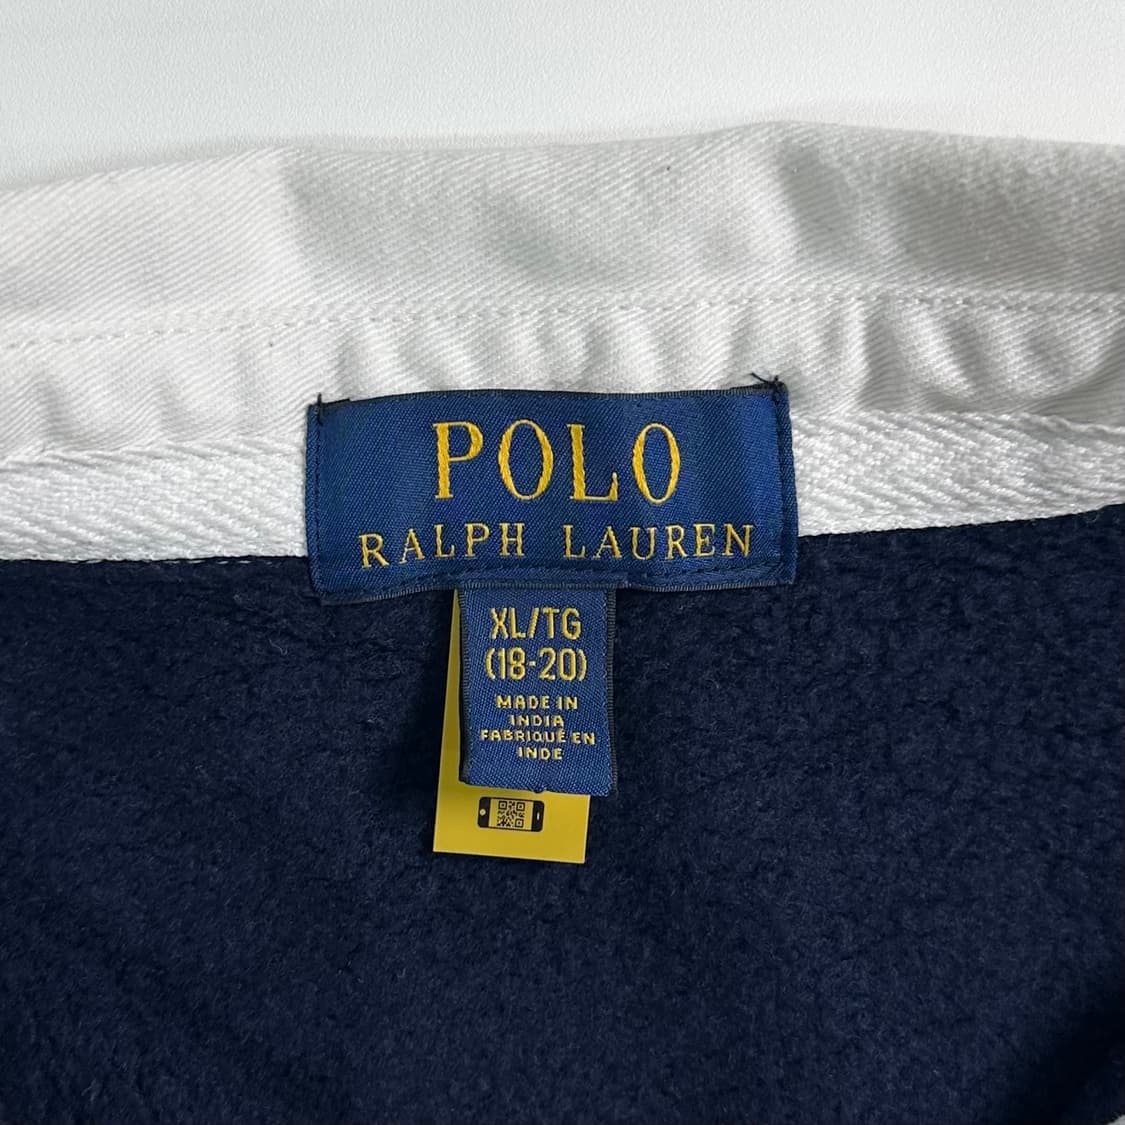 POLO
RALPH LAUREN
XL/TG
(18-20)
MADE IN
INDIA
FABRIQUÉ EN
INDE